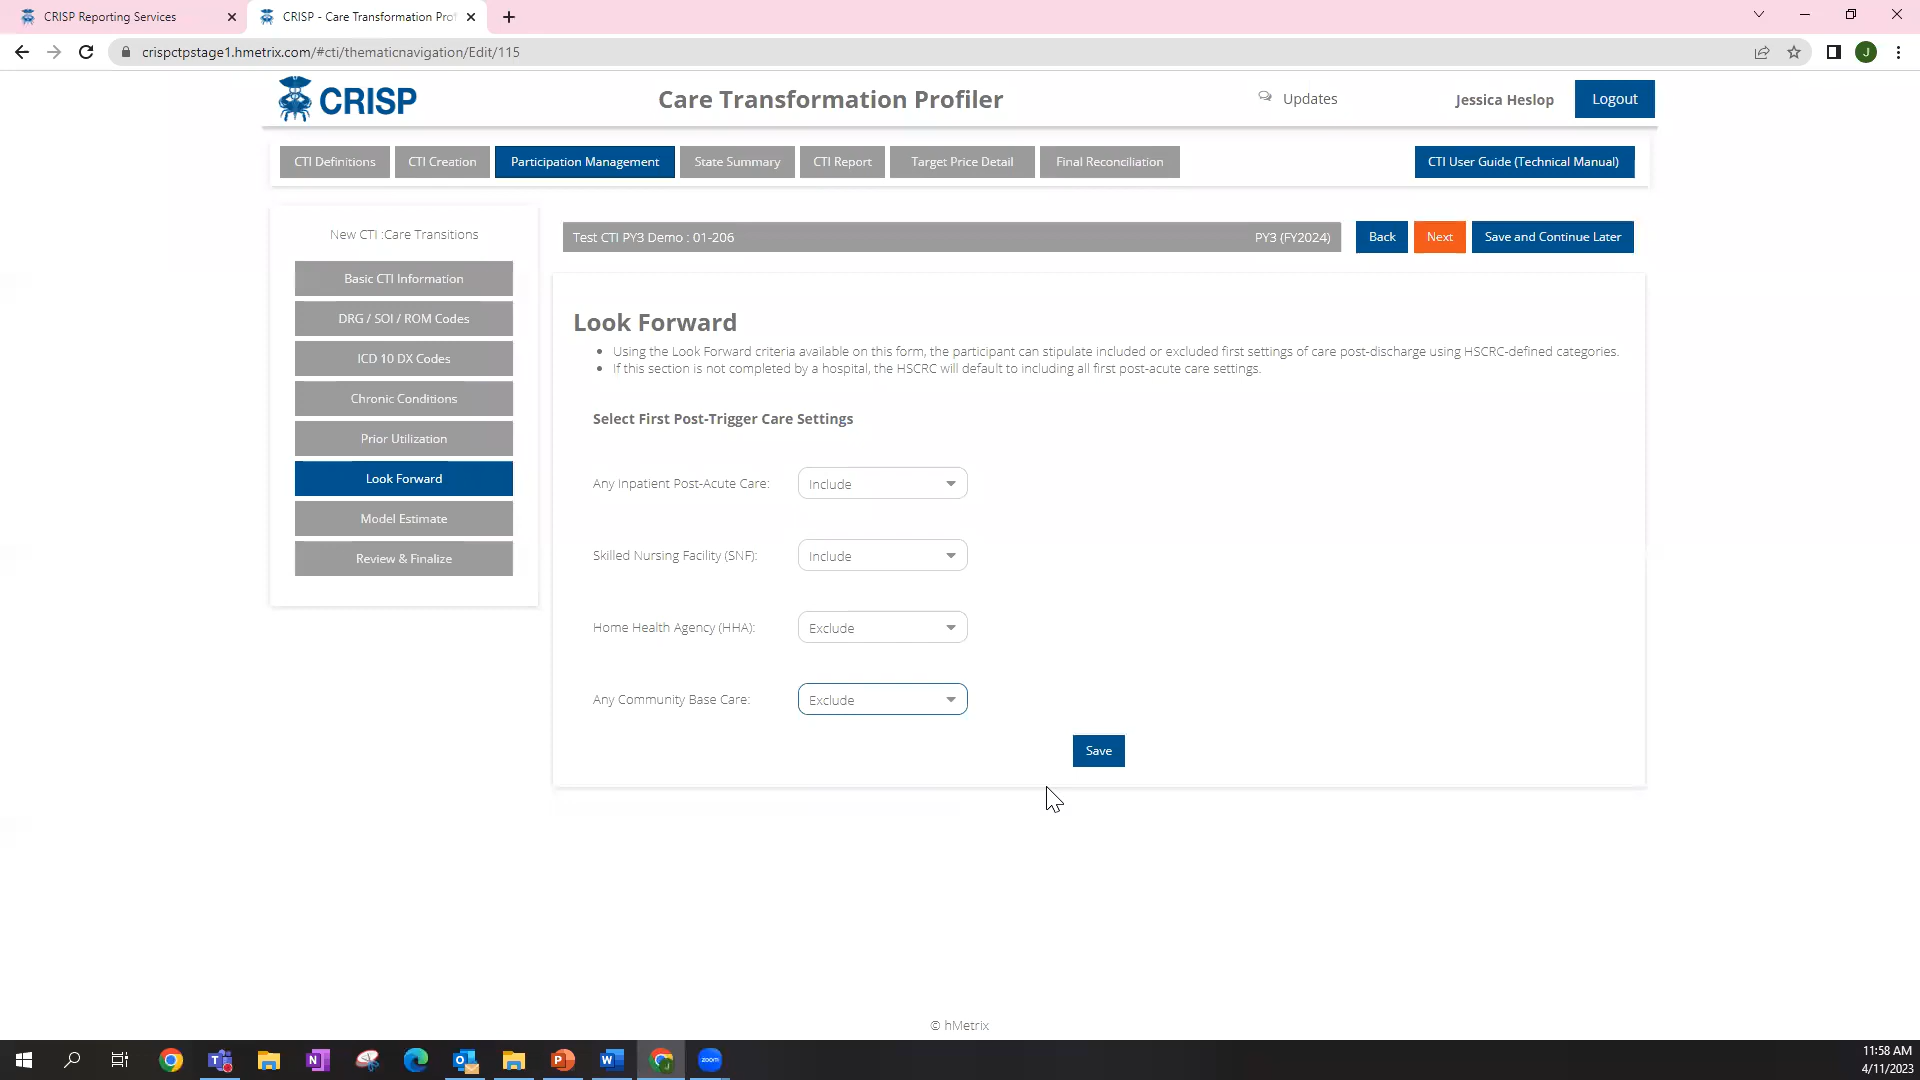 CRISP Reporting Services
CRISP - Care Transformation Prof
crispctpstage1.hmetrix.com/#cti/thematicnavigation/Edit/115
J
CRISP
Care Transformation Profiler
Updates
Jessica Heslop
Logout
CTI Definitions
CTI Creation
Participation Management
State Summary
CTI Report
Target Price Detail
Final Reconciliation
CTI User Guide (Technical Manual)
New CTI :Care Transitions
Basic CTI Information
DRG / SOI / ROM Codes
ICD 10 DX Codes
Chronic Conditions
Prior Utilization
Look Forward
Model Estimate
Review & Finalize
Test CTI PY3 Demo : 01-206
PY3 (FY2024)
Back
Next
Save and Continue Later
Look Forward
Using the Look Forward criteria available on this form, the participant can stipulate included or excluded first settings of care post-discharge using HSCRC-defined categories.
If this section is not completed by a hospital, the HSCRC will default to including all first post-acute care settings.
Select First Post-Trigger Care Settings
Any Inpatient Post-Acute Care:
Include
Skilled Nursing Facility (SNF):
Include
Home Health Agency (HHA):
Exclude
Any Community Base Care:
Exclude
Save
© hMetrix
zoom
11:58 AM
4/11/2023